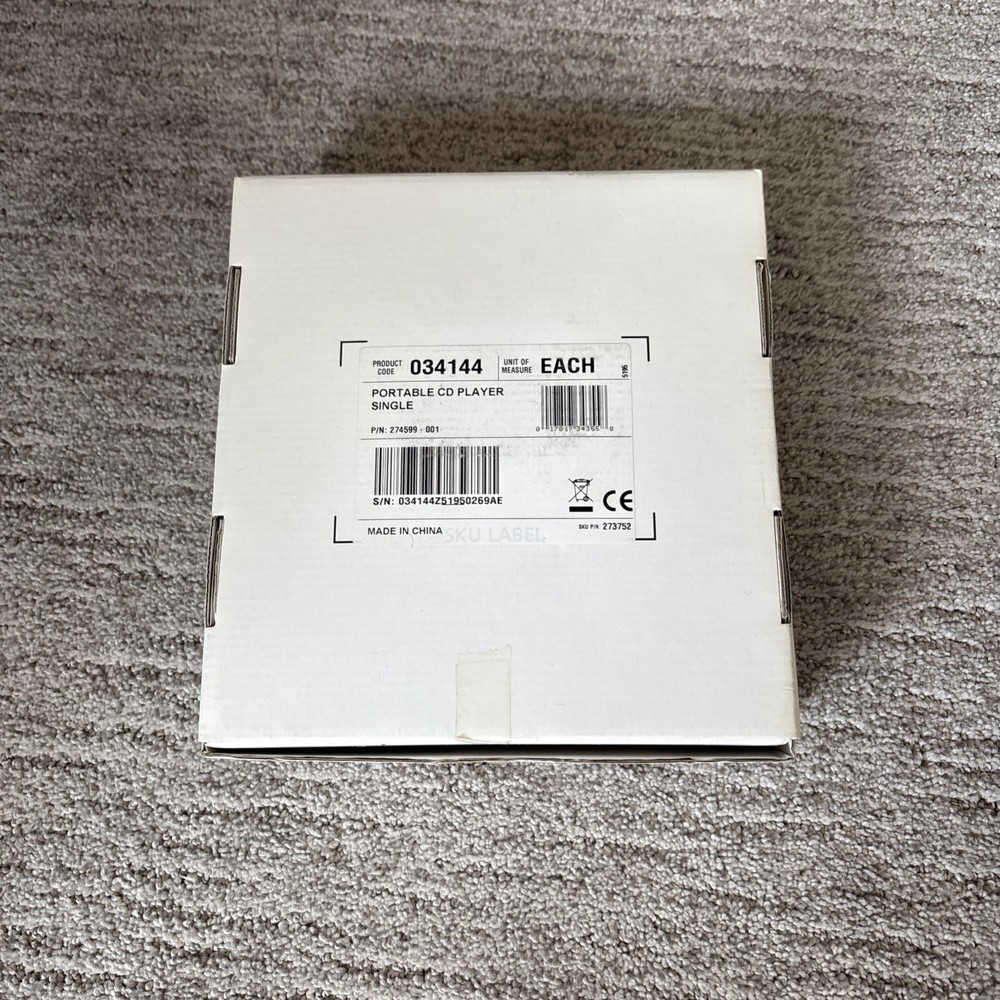 PRODUCT CODE 034144 UNIT OF MEASURE EACH 5195
PORTABLE CD PLAYER
SINGLE
P/N: 274599 - 001
S/N: 034144Z51950269AE
CE
MADE IN CHINA SKU LABEL SKU P/N: 273752